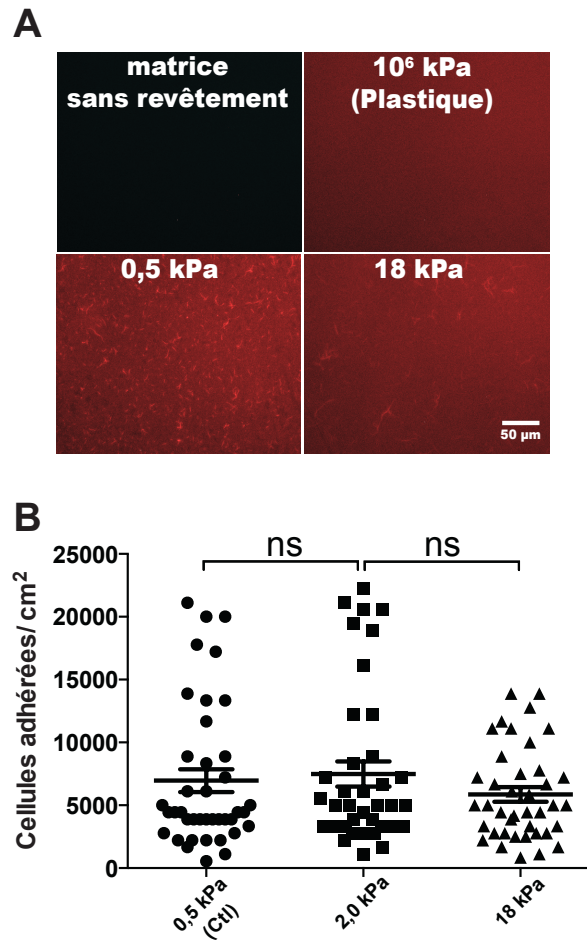 A
matrice
sans revêtement
10⁶ kPa
(Plastique)
0,5 kPa
18 kPa
50 µm
B
ns
ns
25000
20000
15000
10000
5000
0
Cellules adhérées/ cm²
0,5 kPa
(Ctl)
2,0 kPa
18 kPa